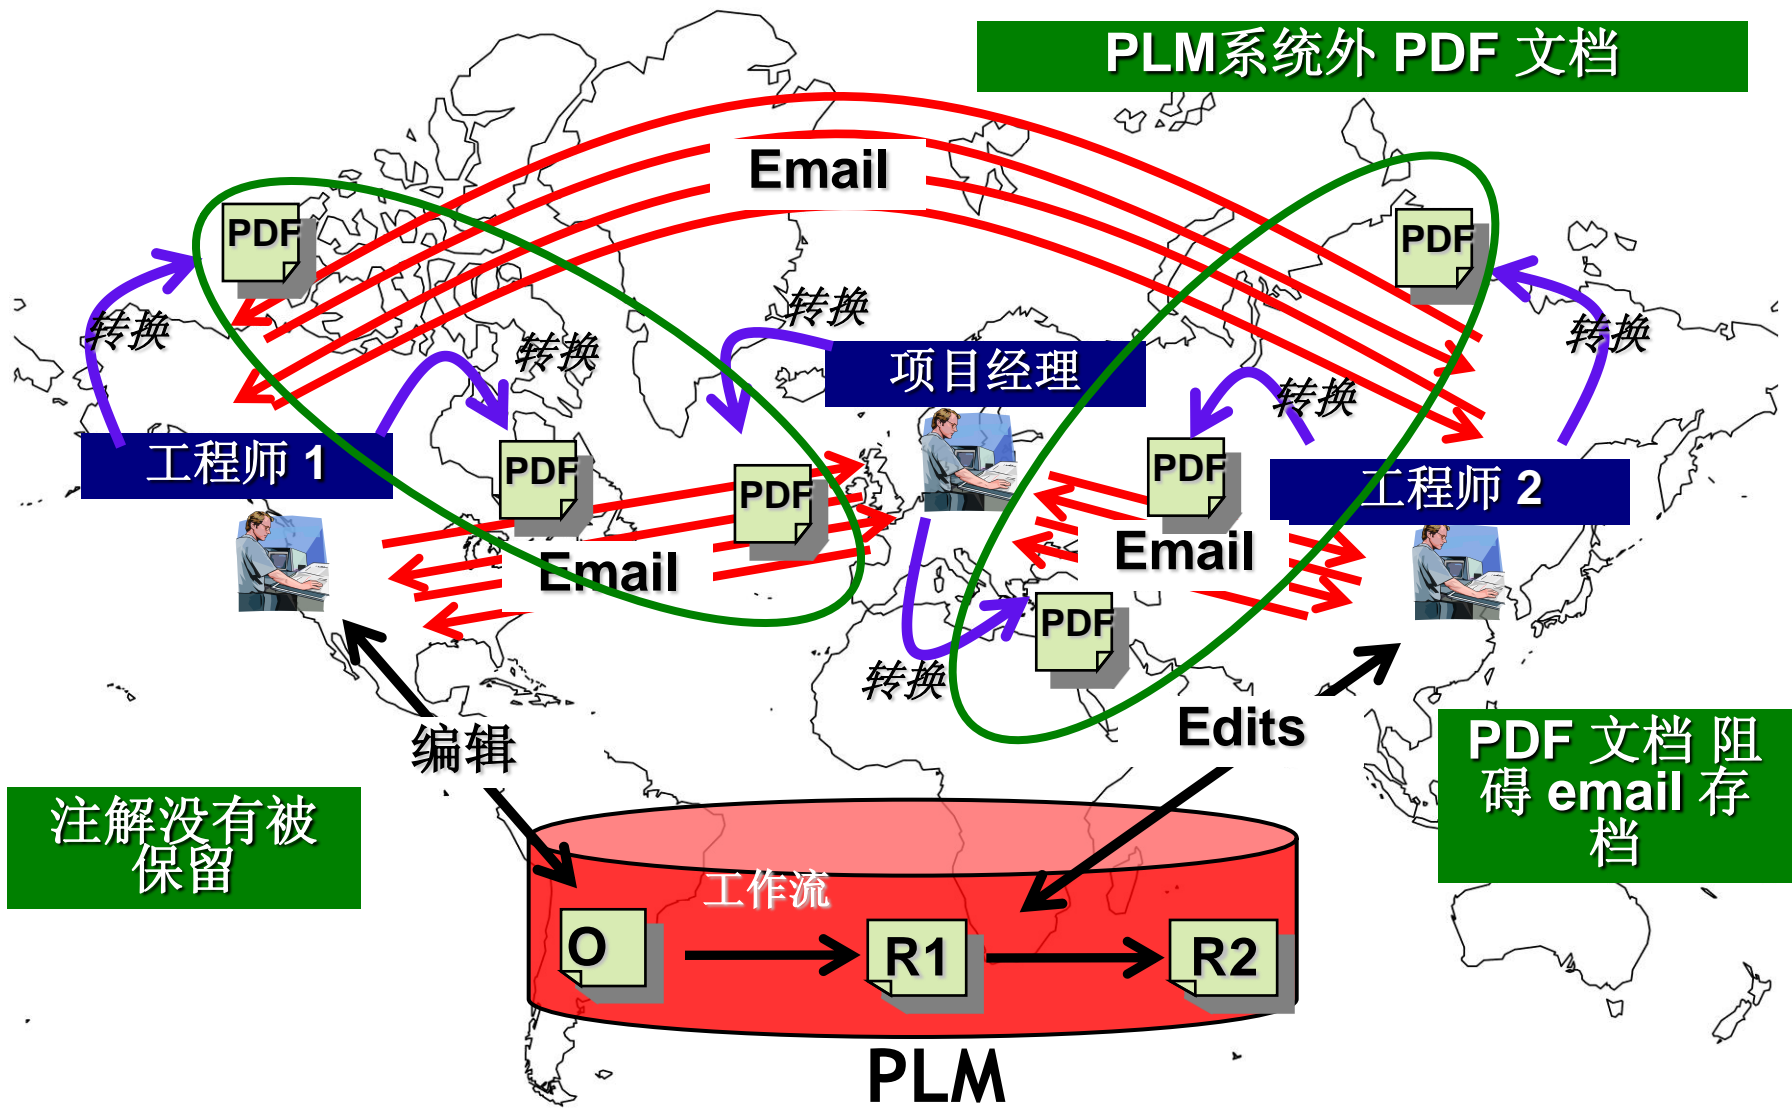 PLM系统外 PDF 文档
Email
PDF
PDF
转换
转换
转换
转换
转换
项目经理
工程师 1
工程师 2
PDF
PDF
PDF
Email
Email
PDF
转换
编辑
Edits
PDF 文档 阻
碍 email 存
档
注解没有被
保留
工作流
O
R1
R2
PLM